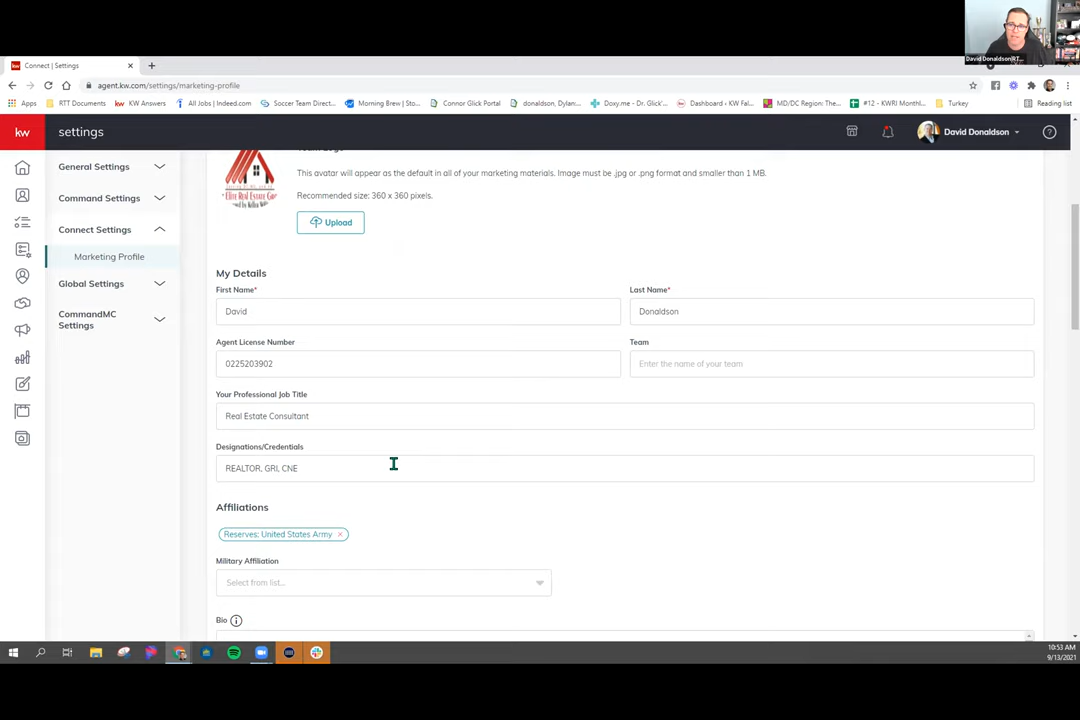 David Donaldson|RT...
Connect | Settings
agent.kw.com/settings/marketing-profile
Apps
RTT Documents
KW Answers
All Jobs | Indeed.com
Soccer Team Direct...
Morning Brew | Sto...
Connor Glick Portal
donaldson, Dylan...
Doxy.me - Dr. Glick'...
Dashboard ‹ KW Fal...
MD/DC Region: The...
#12 - KWRI Monthl...
Turkey
Reading list
kw
settings
David Donaldson
General Settings
Command Settings
Connect Settings
Marketing Profile
Global Settings
CommandMC
Settings
This avatar will appear as the default in all of your marketing materials. Image must be .jpg or .png format and smaller than 1 MB.
Recommended size: 360 x 360 pixels.
Upload
My Details
First Name*
Last Name*
David
Donaldson
Agent License Number
Team
0225203902
Enter the name of your team
Your Professional Job Title
Real Estate Consultant
Designations/Credentials
REALTOR, GRI, CNE
Affiliations
Reserves: United States Army ×
Military Affiliation
Select from list...
Bio
10:53 AM
9/13/2021